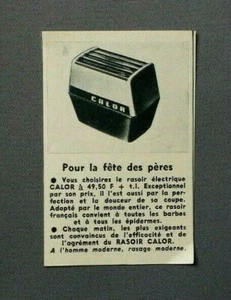 CALOR
Pour la fête des pères
● Vous choisirez le rasoir électrique
CALOR à 49,50 F + t.l. Exceptionnel
par son prix, il l'est aussi par la per-
fection et la douceur de sa coupe.
Adopté par le monde entier, ce rasoir
français convient à toutes les barbes
et à tous les épidermes.
● Chaque matin, les plus exigeants
sont convaincus de l'efficacité et de
l'agrément du RASOIR CALOR.
A l'homme moderne, rasage moderne.